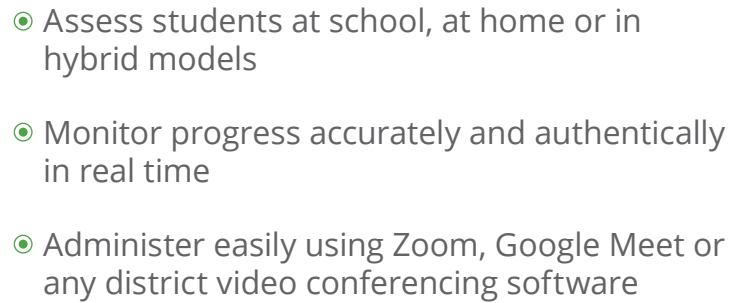 Assess students at school, at home or in
hybrid models
Monitor progress accurately and authentically
in real time
Administer easily using Zoom, Google Meet or
any district video conferencing software